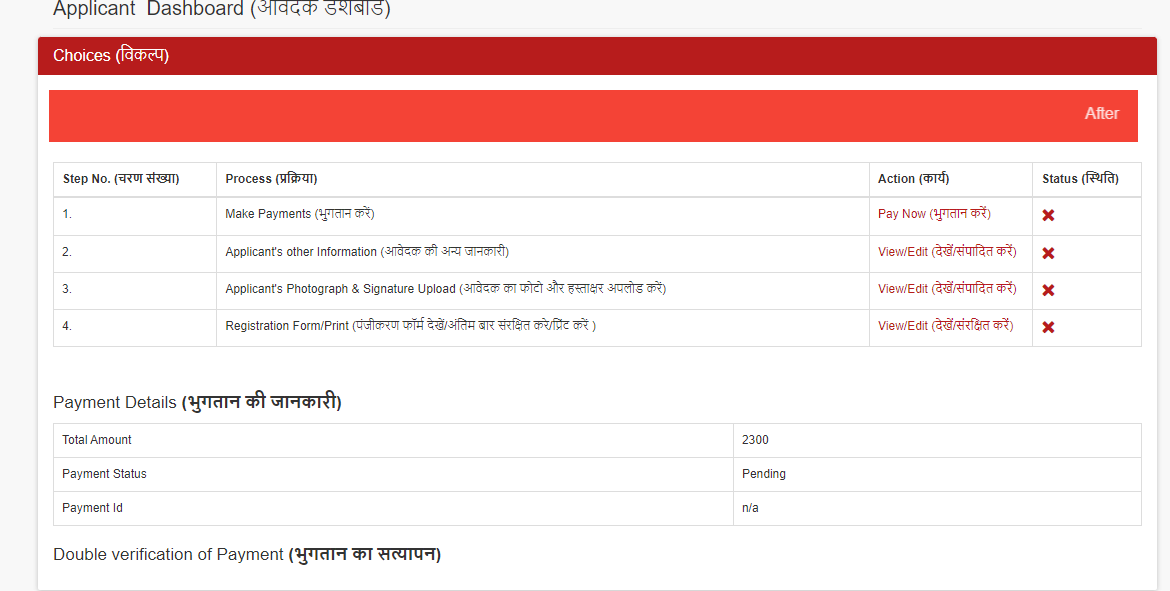 Applicant Dashboard (आवेदक डैशबोर्ड)
Choices (विकल्प)
After
Step No. (चरण संख्या) Process (प्रक्रिया) Action (कार्य) Status (स्थिति)
1. Make Payments (भुगतान करें) Pay Now (भुगतान करें)
2. Applicant's other Information (आवेदक की अन्य जानकारी) View/Edit (देखें/संपादित करें)
3. Applicant's Photograph & Signature Upload (आवेदक का फोटो और हस्ताक्षर अपलोड करें) View/Edit (देखें/संपादित करें)
4. Registration Form/Print (पंजीकरण फॉर्म देखें/अंतिम बार संरक्षित करे/प्रिंट करें ) View/Edit (देखें/संरक्षित करें)
Payment Details (भुगतान की जानकारी)
Total Amount 2300
Payment Status Pending
Payment Id n/a
Double verification of Payment (भुगतान का सत्यापन)